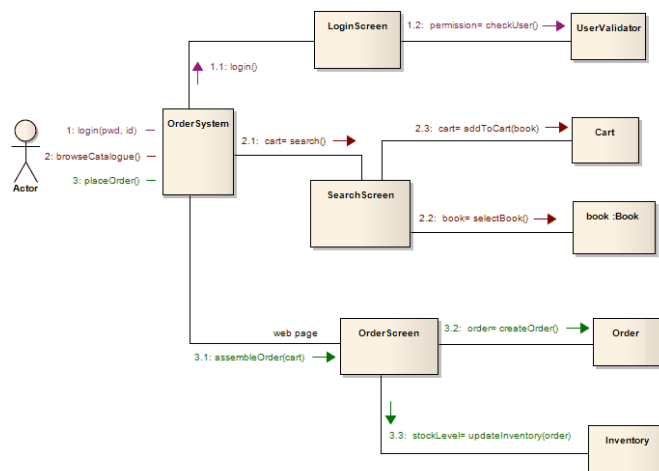 LoginScreen
1.2: permission= checkUser()
UserValidator
1.1: login()
1: login(pwd, id)
OrderSystem
2.1: cart= search()
2.3: cart= addToCart(book)
Cart
2: browseCatalogue()
3: placeOrder()
Actor
SearchScreen
2.2: book= selectBook()
book :Book
web page
OrderScreen
3.2: order= createOrder()
Order
3.1: assembleOrder(cart)
3.3: stockLevel= updateInventory(order)
Inventory